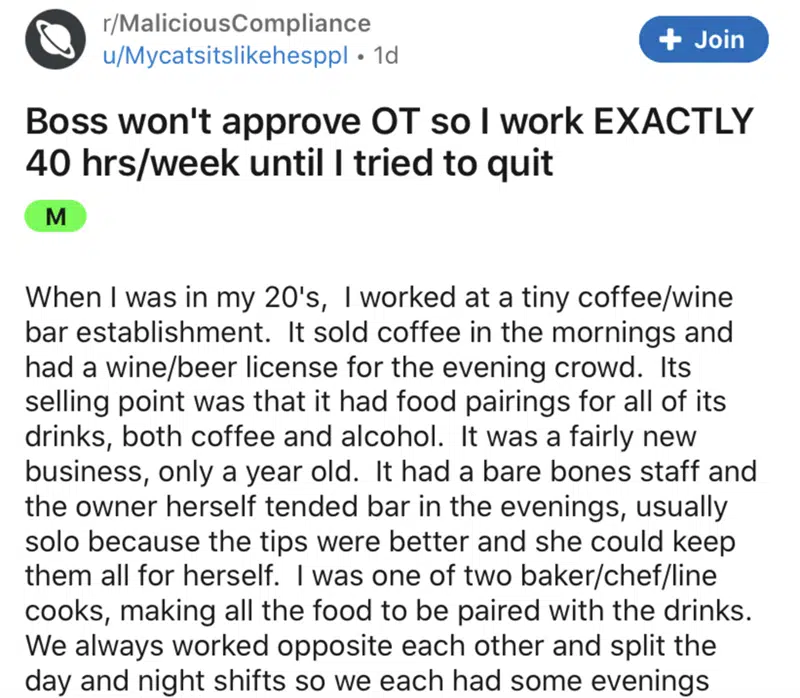 r/MaliciousCompliance
u/Mycatsitslikehesppl • 1d
+ Join
Boss won't approve OT so I work EXACTLY
40 hrs/week until I tried to quit
M
When I was in my 20's,  I worked at a tiny coffee/wine
bar establishment.  It sold coffee in the mornings and
had a wine/beer license for the evening crowd.  Its
selling point was that it had food pairings for all of its
drinks, both coffee and alcohol.  It was a fairly new
business, only a year old.  It had a bare bones staff and
the owner herself tended bar in the evenings, usually
solo because the tips were better and she could keep
them all for herself.  I was one of two baker/chef/line
cooks, making all the food to be paired with the drinks.
We always worked opposite each other and split the
day and night shifts so we each had some evenings